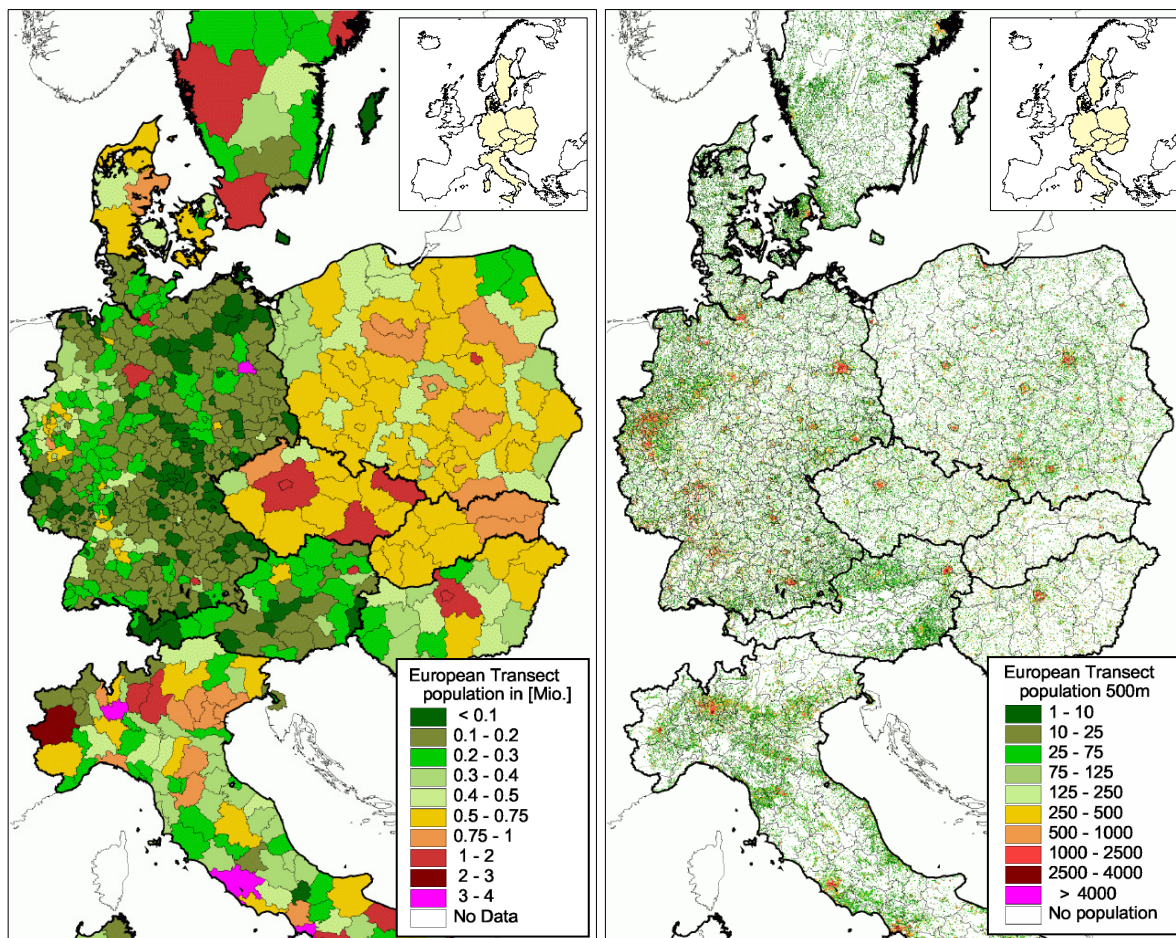 European Transect
population in [Mio.]
< 0.1
0.1 - 0.2
0.2 - 0.3
0.3 - 0.4
0.4 - 0.5
0.5 - 0.75
0.75 - 1
1 - 2
2 - 3
3 - 4
No Data
European Transect
population 500m
1 - 10
10 - 25
25 - 75
75 - 125
125 - 250
250 - 500
500 - 1000
1000 - 2500
2500 - 4000
> 4000
No population